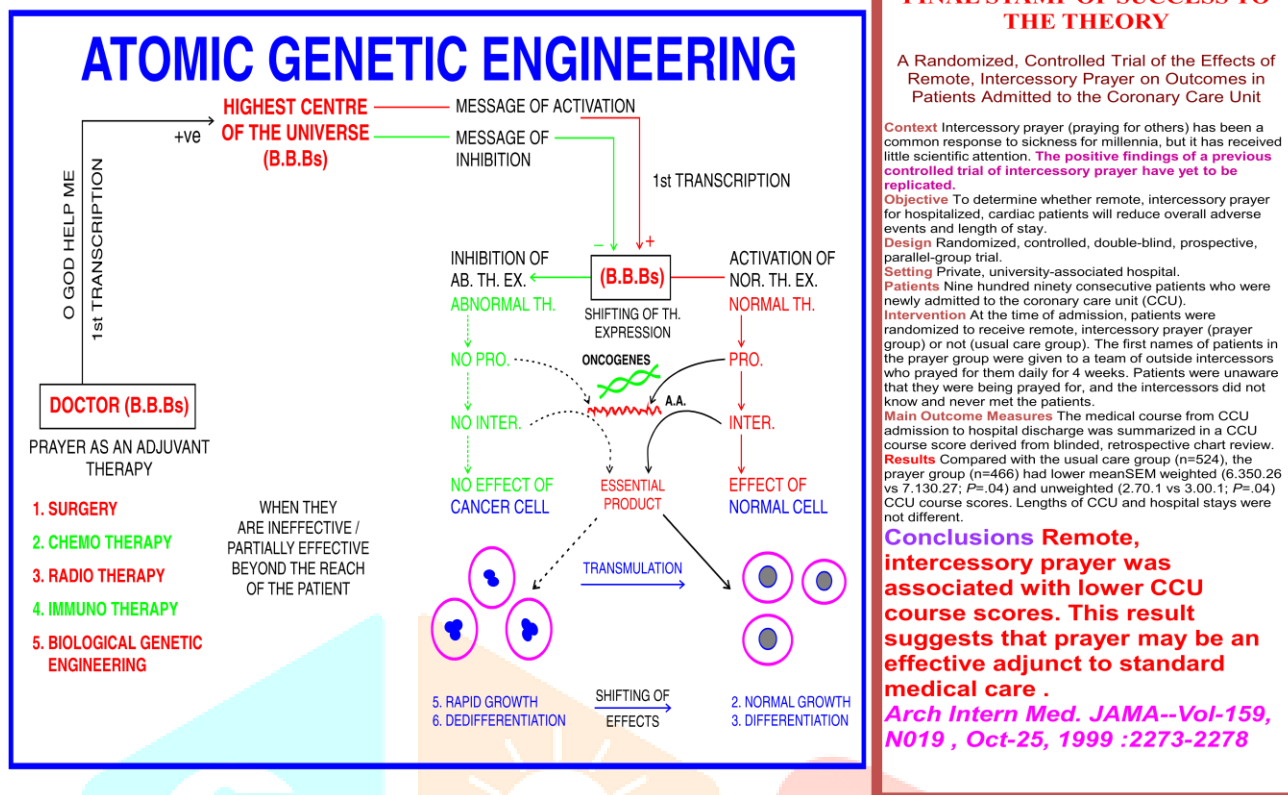 ATOMIC GENETIC ENGINEERING
HIGHEST CENTRE
OF THE UNIVERSE
(B.B.Bs)
+ve
MESSAGE OF ACTIVATION
MESSAGE OF
INHIBITION
1st TRANSCRIPTION
O GOD HELP ME
1st TRANSCRIPTION
DOCTOR (B.B.Bs)
PRAYER AS AN ADJUVANT
THERAPY
1. SURGERY
2. CHEMO THERAPY
3. RADIO THERAPY
4. IMMUNO THERAPY
5. BIOLOGICAL GENETIC
ENGINEERING
WHEN THEY
ARE INEFFECTIVE /
PARTIALLY EFFECTIVE
BEYOND THE REACH
OF THE PATIENT
INHIBITION OF
AB. TH. EX.
ABNORMAL TH.
NO PRO.
NO INTER.
NO EFFECT OF
CANCER CELL
– +
(B.B.Bs)
SHIFTING OF TH.
EXPRESSION
ONCOGENES
A.A.
ESSENTIAL
PRODUCT
ACTIVATION OF
NOR. TH. EX.
NORMAL TH.
PRO.
INTER.
EFFECT OF
NORMAL CELL
TRANSMULATION
5. RAPID GROWTH
6. DEDIFFERENTIATION
SHIFTING OF
EFFECTS
2. NORMAL GROWTH
3. DIFFERENTIATION
FINAL STAMP OF SUCCESS TO
THE THEORY
A Randomized, Controlled Trial of the Effects of
Remote, Intercessory Prayer on Outcomes in
Patients Admitted to the Coronary Care Unit
Context Intercessory prayer (praying for others) has been a
common response to sickness for millennia, but it has received
little scientific attention. The positive findings of a previous
controlled trial of intercessory prayer have yet to be
replicated.
Objective To determine whether remote, intercessory prayer
for hospitalized, cardiac patients will reduce overall adverse
events and length of stay.
Design Randomized, controlled, double-blind, prospective,
parallel-group trial.
Setting Private, university-associated hospital.
Patients Nine hundred ninety consecutive patients who were
newly admitted to the coronary care unit (CCU).
Intervention At the time of admission, patients were
randomized to receive remote, intercessory prayer (prayer
group) or not (usual care group). The first names of patients in
the prayer group were given to a team of outside intercessors
who prayed for them daily for 4 weeks. Patients were unaware
that they were being prayed for, and the intercessors did not
know and never met the patients.
Main Outcome Measures The medical course from CCU
admission to hospital discharge was summarized in a CCU
course score derived from blinded, retrospective chart review.
Results Compared with the usual care group (n=524), the
prayer group (n=466) had lower meanSEM weighted (6.350.26
vs 7.130.27; P=.04) and unweighted (2.70.1 vs 3.00.1; P=.04)
CCU course scores. Lengths of CCU and hospital stays were
not different.
Conclusions Remote,
intercessory prayer was
associated with lower CCU
course scores. This result
suggests that prayer may be an
effective adjunct to standard
medical care .
Arch Intern Med. JAMA--Vol-159,
N019 , Oct-25, 1999 :2273-2278